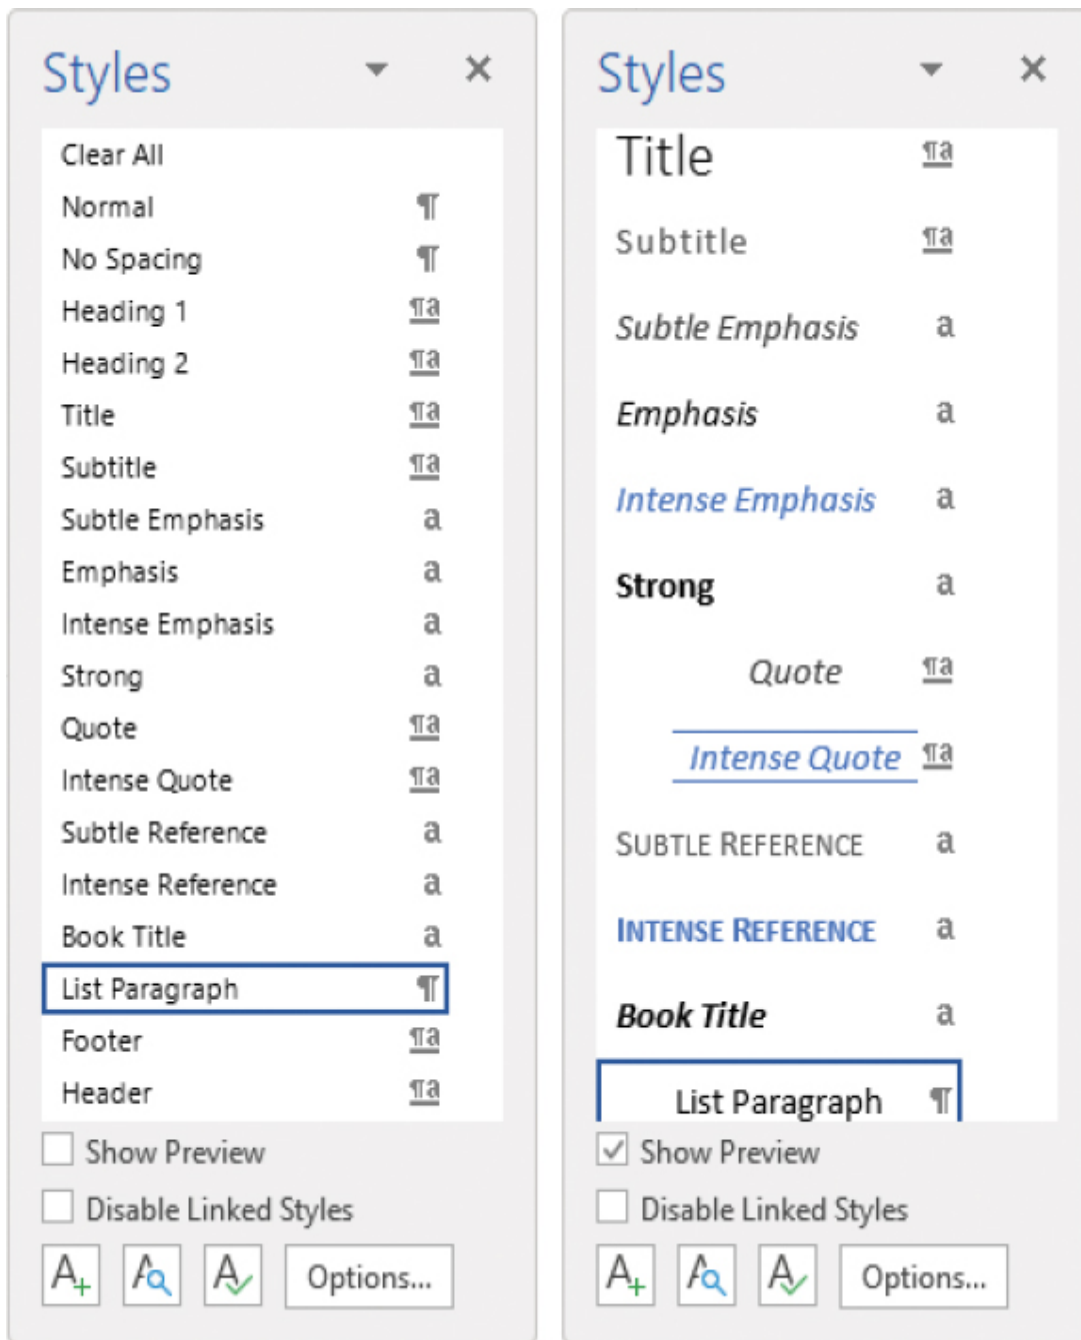 Styles
Clear All
Normal ¶
No Spacing ¶
Heading 1 ¶a
Heading 2 ¶a
Title ¶a
Subtitle ¶a
Subtle Emphasis a
Emphasis a
Intense Emphasis a
Strong a
Quote ¶a
Intense Quote ¶a
Subtle Reference a
Intense Reference a
Book Title a
List Paragraph ¶
Footer ¶a
Header ¶a
Show Preview
Disable Linked Styles
Options...
Styles
Title ¶a
Subtitle ¶a
Subtle Emphasis a
Emphasis a
Intense Emphasis a
Strong a
Quote ¶a
Intense Quote ¶a
SUBTLE REFERENCE a
INTENSE REFERENCE a
Book Title a
List Paragraph ¶
Show Preview
Disable Linked Styles
Options...